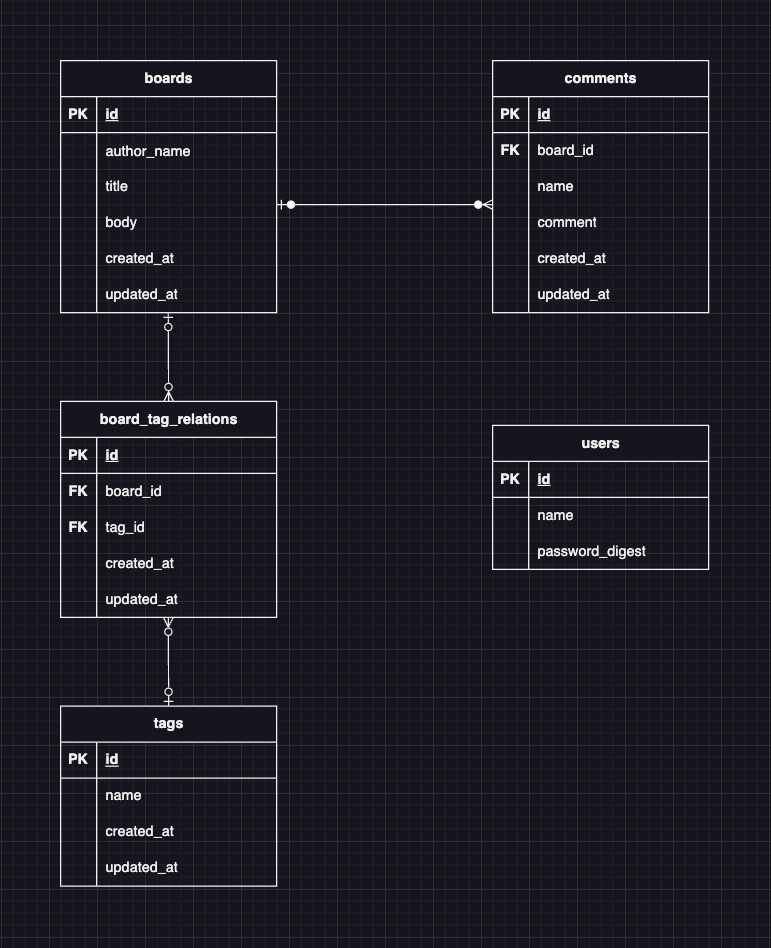 boards
PK id
author_name
title
body
created_at
updated_at
comments
PK id
FK board_id
name
comment
created_at
updated_at
board_tag_relations
PK id
FK board_id
FK tag_id
created_at
updated_at
users
PK id
name
password_digest
tags
PK id
name
created_at
updated_at